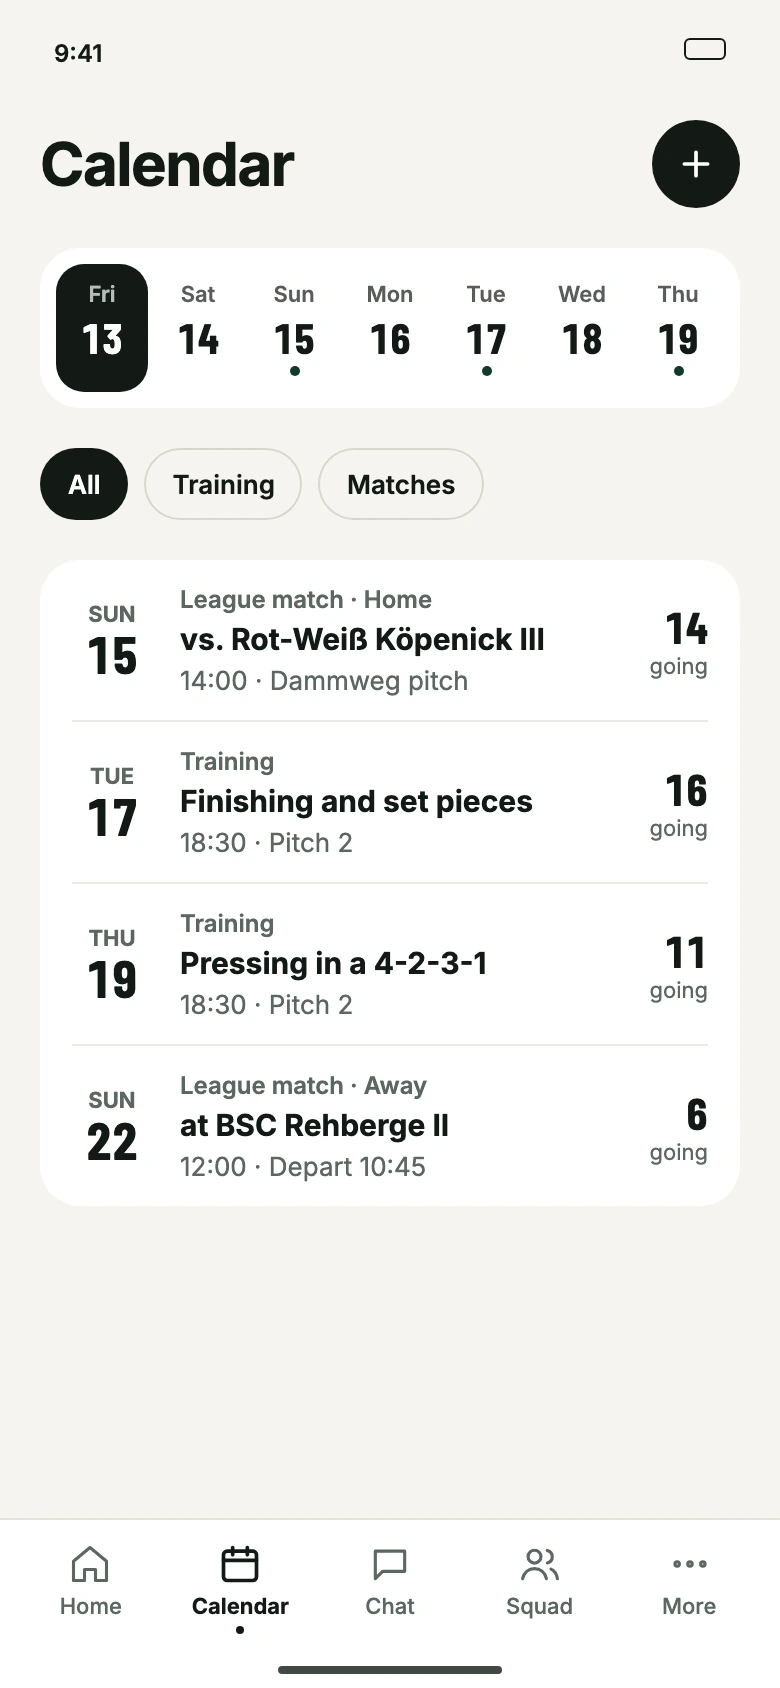 9:41
Calendar
Fri Sat Sun Mon Tue Wed Thu
13 14 15 16 17 18 19
All Training Matches
SUN
15
League match · Home
vs. Rot-Weiß Köpenick III
14:00 · Dammweg pitch
14
going
TUE
17
Training
Finishing and set pieces
18:30 · Pitch 2
16
going
THU
19
Training
Pressing in a 4-2-3-1
18:30 · Pitch 2
11
going
SUN
22
League match · Away
at BSC Rehberge II
12:00 · Depart 10:45
6
going
Home Calendar Chat Squad More